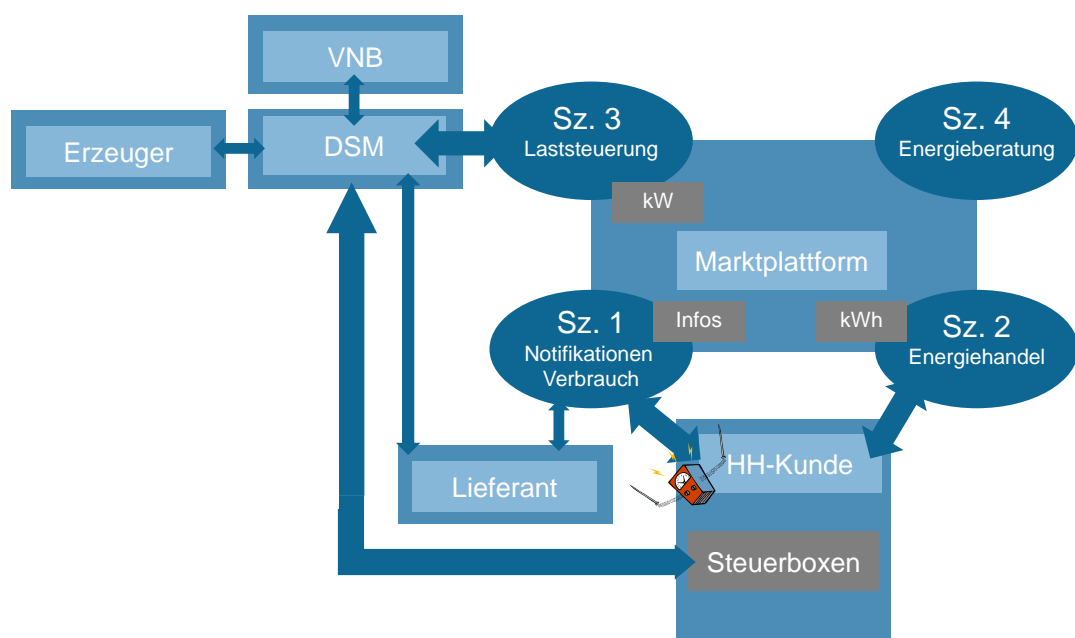 VNB
Erzeuger
DSM
Sz. 3
Laststeuerung
Sz. 4
Energieberatung
kW
Marktplattform
Sz. 1
Notifikationen
Verbrauch
Infos
kWh
Sz. 2
Energiehandel
Lieferant
HH-Kunde
Steuerboxen